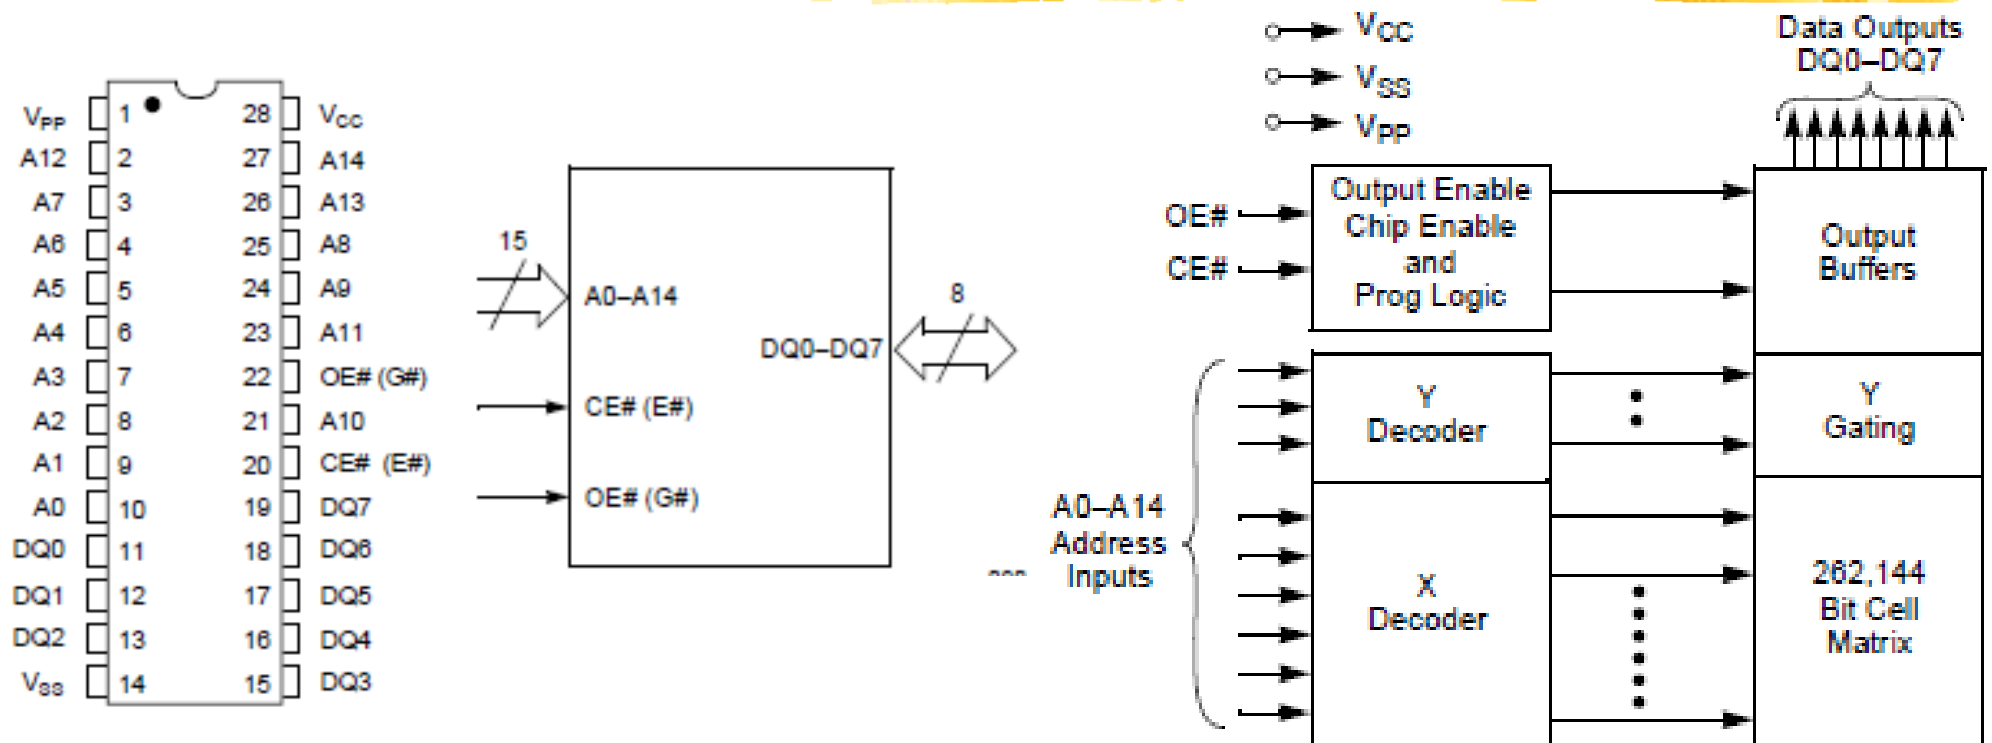 VPP 1 28 VCC
A12 2 27 A14
A7 3 26 A13
A6 4 25 A8
A5 5 24 A9
A4 6 23 A11
A3 7 22 OE# (G#)
A2 8 21 A10
A1 9 20 CE# (E#)
A0 10 19 DQ7
DQ0 11 18 DQ6
DQ1 12 17 DQ5
DQ2 13 16 DQ4
VSS 14 15 DQ3
15
A0–A14
8
DQ0–DQ7
CE# (E#)
OE# (G#)
VCC
VSS
VPP
Data Outputs
DQ0–DQ7
OE#
CE#
Output Enable
Chip Enable
and
Prog Logic
Output
Buffers
Y
Decoder
Y
Gating
A0–A14
Address
Inputs
X
Decoder
262,144
Bit Cell
Matrix